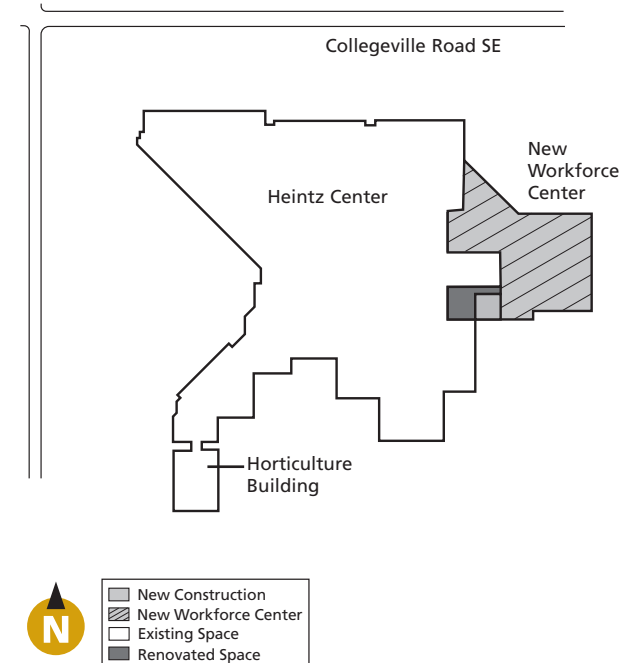 Collegeville Road SE
New
Workforce
Center
Heintz Center
Horticulture
Building
N
New Construction
New Workforce Center
Existing Space
Renovated Space